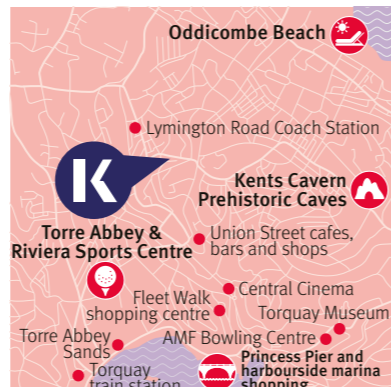 Oddicombe Beach
Lymington Road Coach Station
K
Kents Cavern
Prehistoric Caves
Torre Abbey &
Riviera Sports Centre
Union Street cafes,
bars and shops
Central Cinema
Fleet Walk
shopping centre
Torquay Museum
Torre Abbey
Sands
AMF Bowling Centre
Princess Pier and
harbourside marina
shopping
Torquay
train station